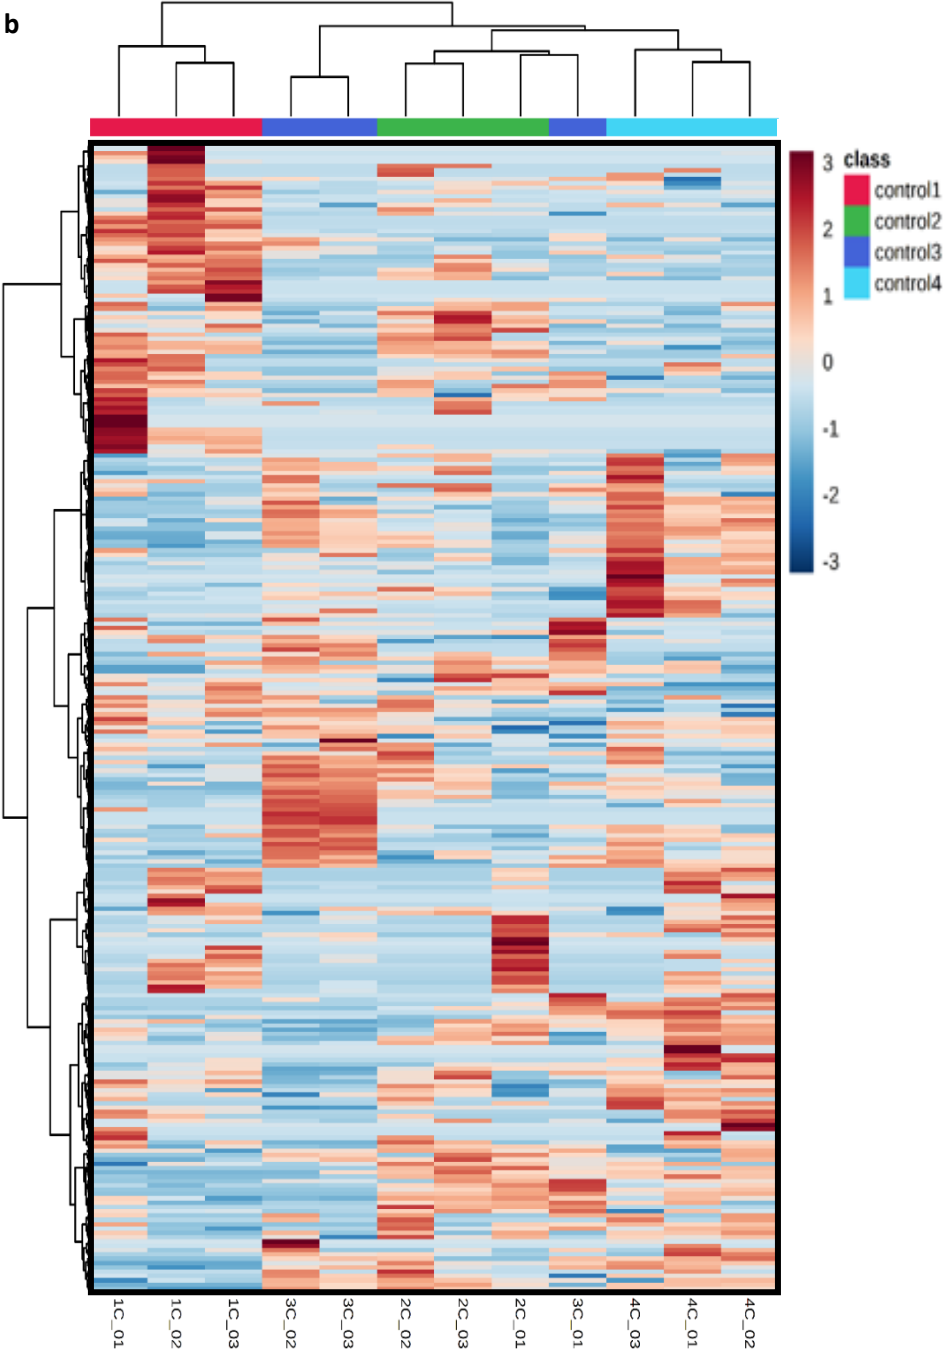 b
3
2
1
0
-1
-2
-3
class
control1
control2
control3
control4
1C_01
1C_02
1C_03
3C_02
3C_03
2C_02
2C_03
2C_01
3C_01
4C_03
4C_01
4C_02